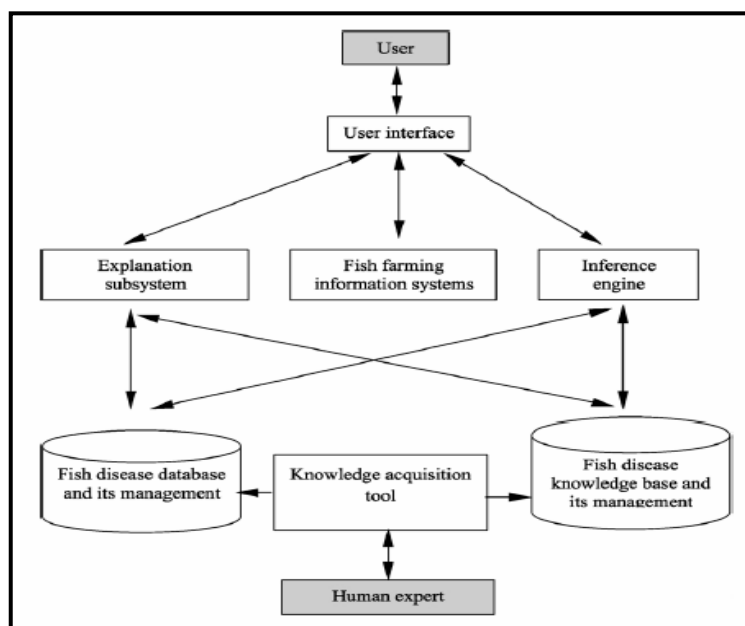 User
User interface
Explanation
subsystem
Fish farming
information systems
Inference
engine
Fish disease database
and its management
Knowledge acquisition
tool
Fish disease
knowledge base and
its management
Human expert